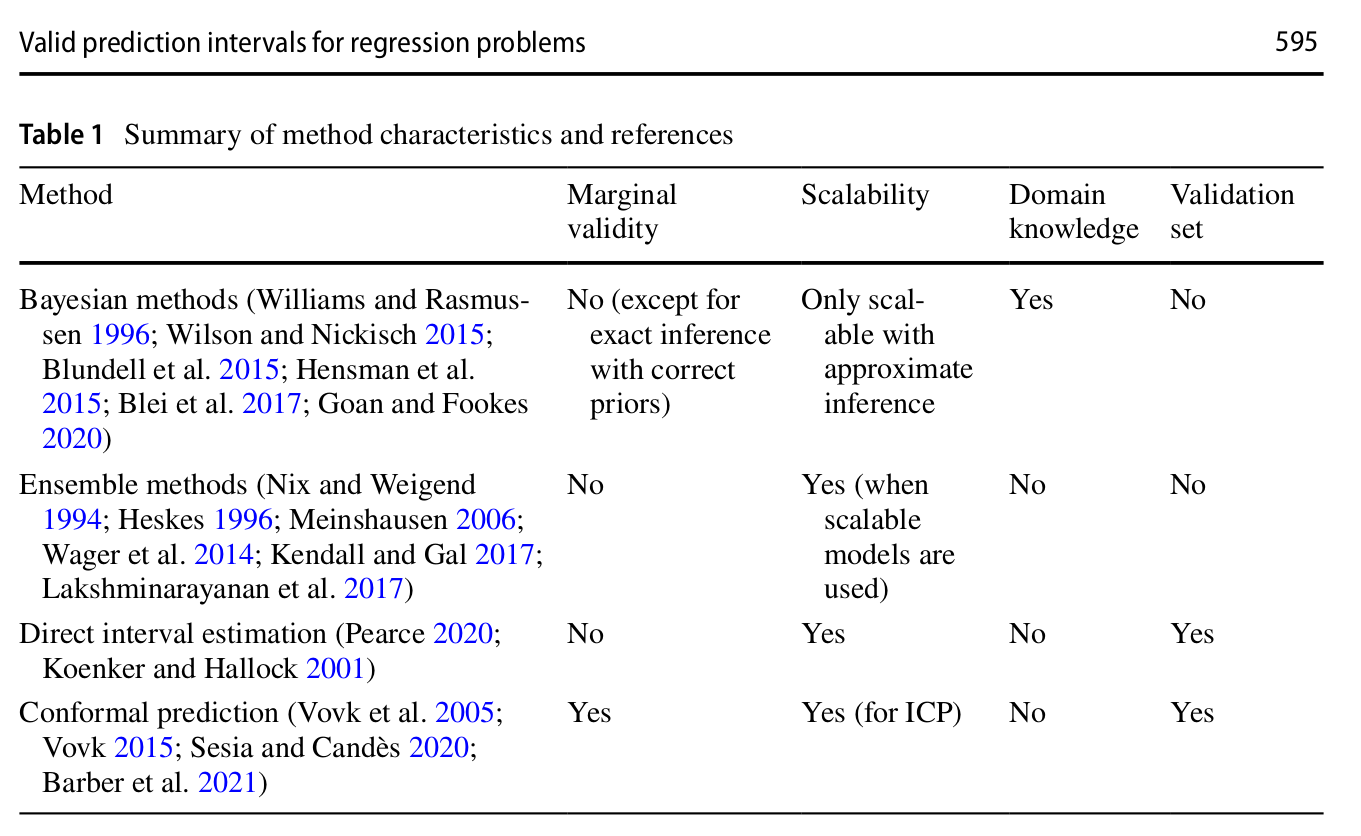 Valid prediction intervals for regression problems 595
Table 1 Summary of method characteristics and references
Method Marginal validity Scalability Domain knowledge Validation set
Bayesian methods (Williams and Rasmus- No (except for Only scal- Yes No
sen 1996; Wilson and Nickisch 2015; exact inference able with
Blundell et al. 2015; Hensman et al. with correct approximate
2015; Blei et al. 2017; Goan and Fookes priors) inference
2020)
Ensemble methods (Nix and Weigend No Yes (when No No
1994; Heskes 1996; Meinshausen 2006; scalable
Wager et al. 2014; Kendall and Gal 2017; models are
Lakshminarayanan et al. 2017) used)
Direct interval estimation (Pearce 2020; No Yes No Yes
Koenker and Hallock 2001)
Conformal prediction (Vovk et al. 2005; Yes Yes (for ICP) No Yes
Vovk 2015; Sesia and Candès 2020;
Barber et al. 2021)